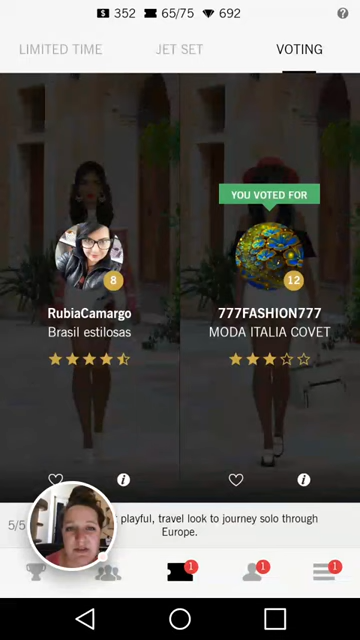 352 65/75 692 ?
LIMITED TIME JET SET VOTING
YOU VOTED FOR
8 12
RubiaCamargo 777FASHION777
Brasil estilosas MODA ITALIA COVET
i i
5/5 playful, travel look to journey solo through
Europe.
1 1 1